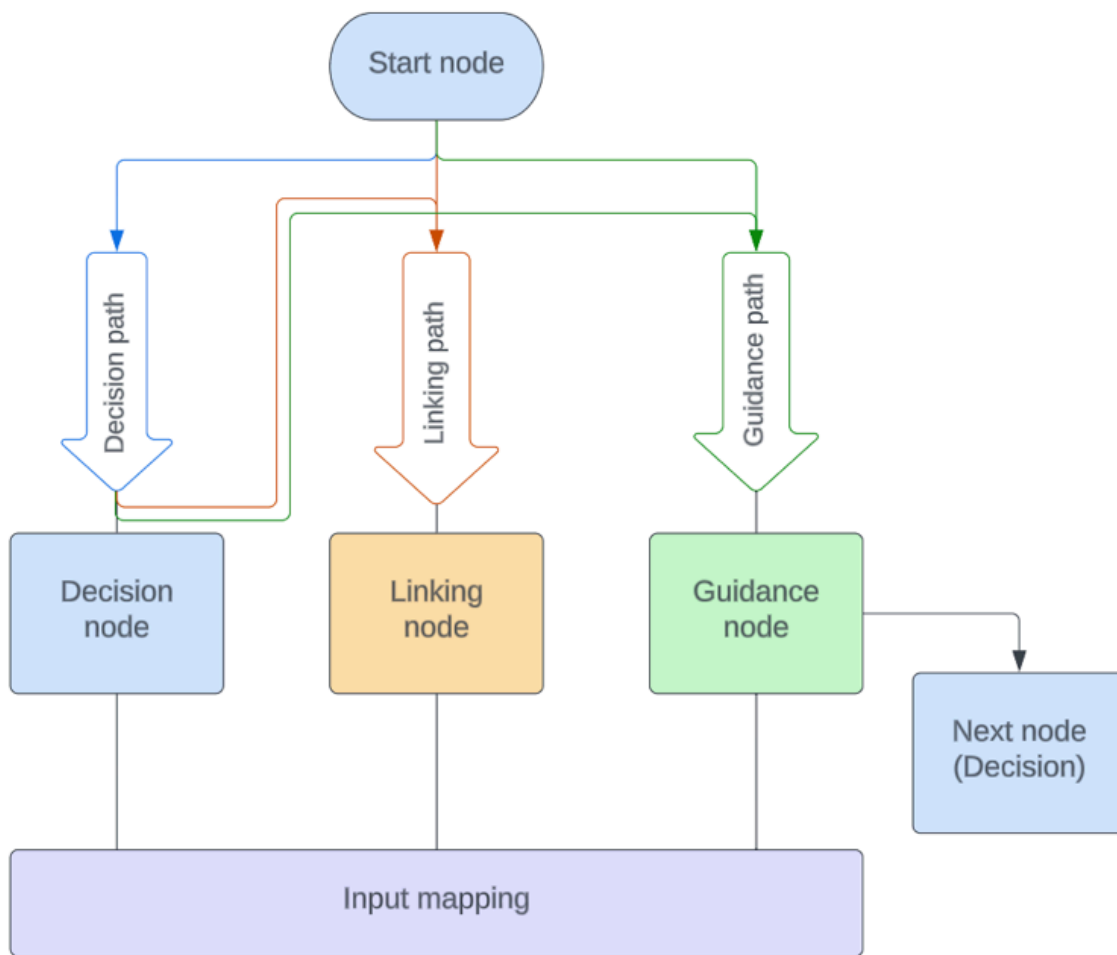 Start node
Decision path
Linking path
Guidance path
Decision
node
Linking
node
Guidance
node
Next node
(Decision)
Input mapping